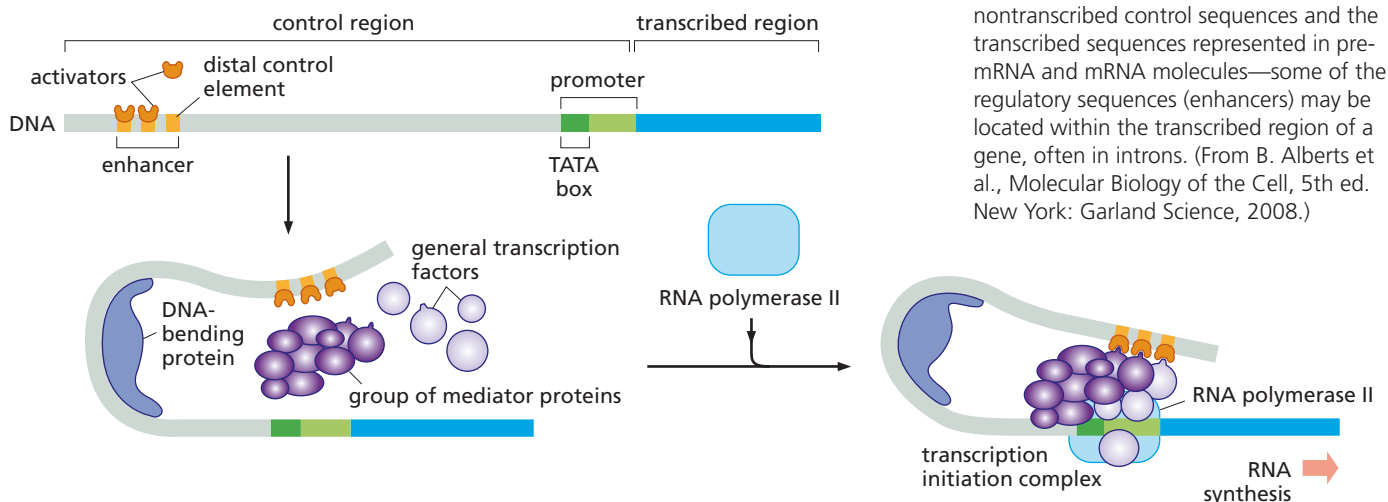 control region
transcribed region
activators
distal control
element
promoter
DNA
enhancer
TATA
box
nontranscribed control sequences and the
transcribed sequences represented in pre-
mRNA and mRNA molecules—some of the
regulatory sequences (enhancers) may be
located within the transcribed region of a
gene, often in introns. (From B. Alberts et
al., Molecular Biology of the Cell, 5th ed.
New York: Garland Science, 2008.)
general transcription
factors
DNA-
bending
protein
group of mediator proteins
RNA polymerase II
RNA polymerase II
transcription
initiation complex
RNA
synthesis